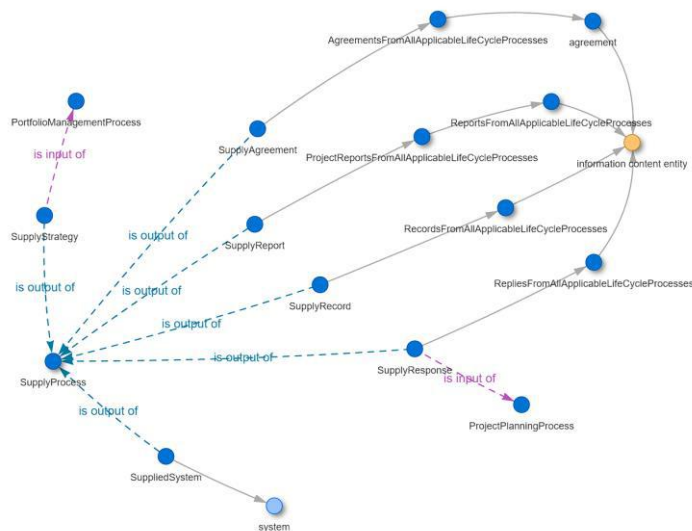 AgreementsFromAllApplicableLifeCycleProcesses
agreement
PortfolioManagementProcess
ReportsFromAllApplicableLifeCycleProcesses
SupplyAgreement
is input of
ProjectReportsFromAllApplicableLifeCycleProcesses
information content entity
SupplyStrategy
is output of
SupplyReport
RecordsFromAllApplicableLifeCycleProcesses
is output of
is output of
RepliesFromAllApplicableLifeCycleProcesses
SupplyRecord
is output of
is output of
SupplyResponse
SupplyProcess
is input of
is output of
ProjectPlanningProcess
SuppliedSystem
system